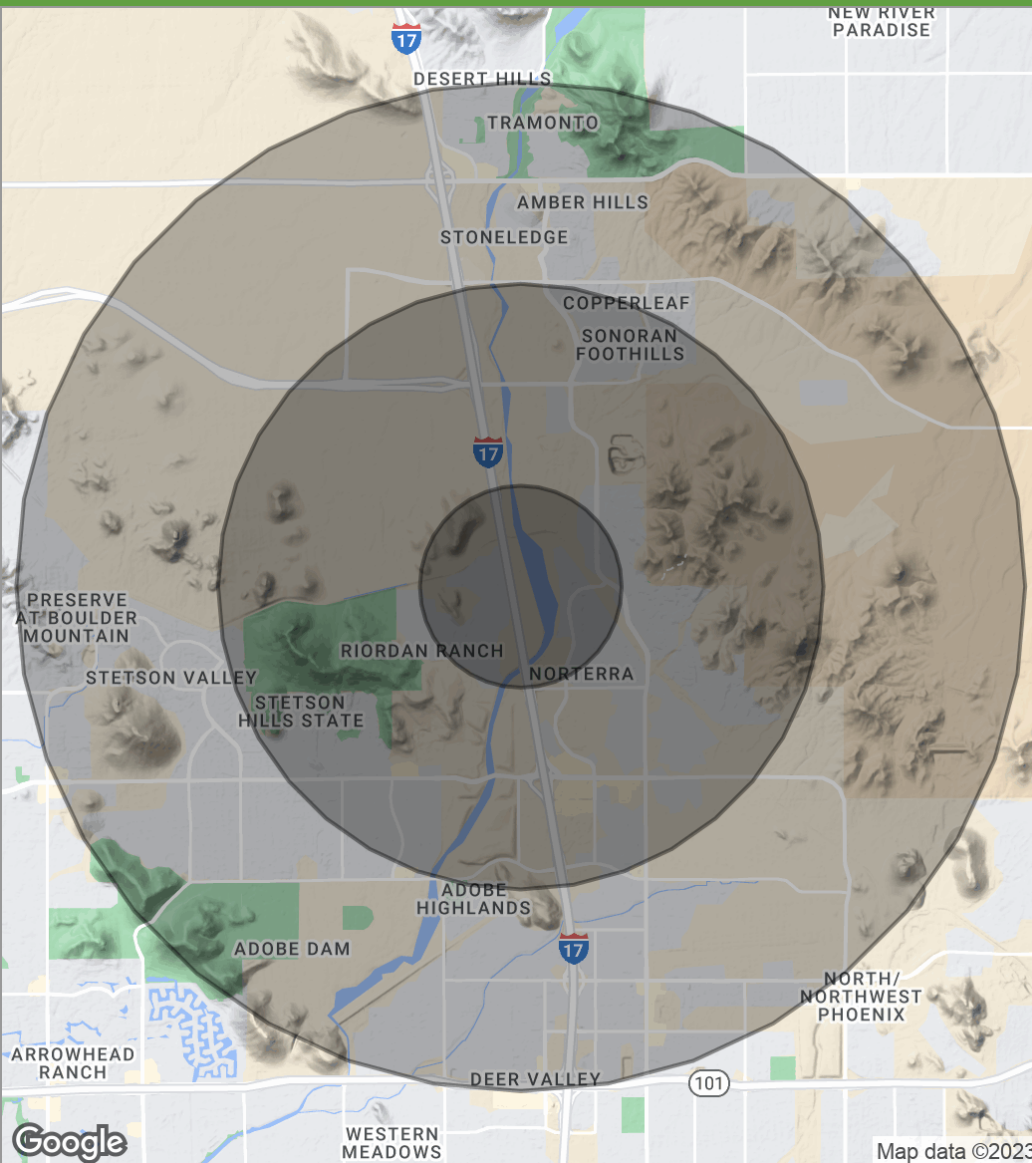 NEW RIVER
PARADISE
17
DESERT HILLS
TRAMONTO
AMBER HILLS
STONELEDGE
COPPERLEAF
SONORAN
FOOTHILLS
17
PRESERVE
AT BOULDER
MOUNTAIN
RIORDAN RANCH
STETSON VALLEY
NORTERRA
STETSON
HILLS STATE
ADOBE
HIGHLANDS
ADOBE DAM
17
NORTH/
NORTHWEST
PHOENIX
ARROWHEAD
RANCH
DEER VALLEY
101
WESTERN
MEADOWS
Google
Map data ©2023